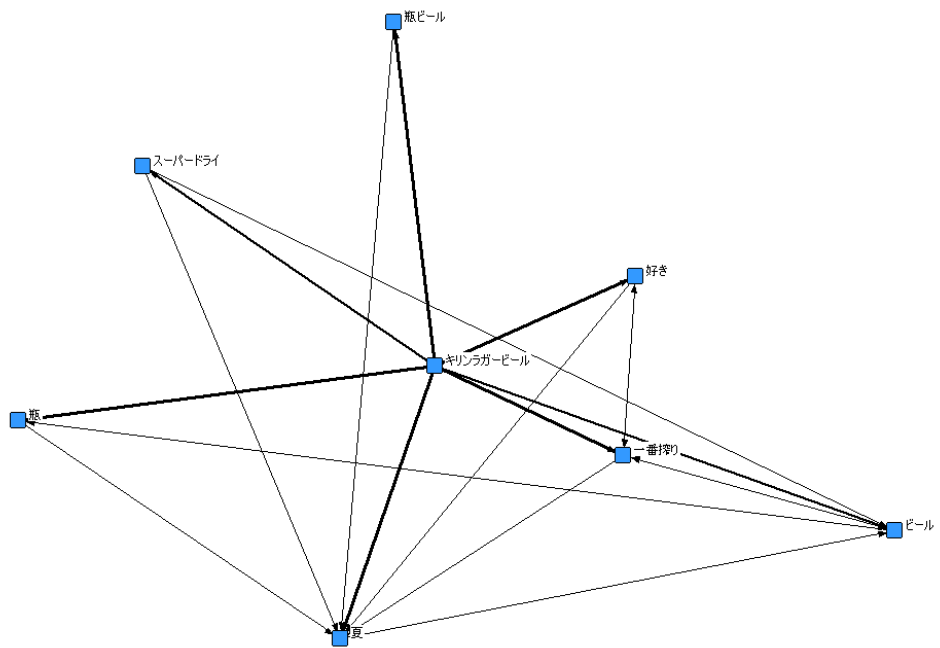 瓶ビール
スーパードライ
好き
キリンラガービール
瓶
一番搾り
ビール
夏